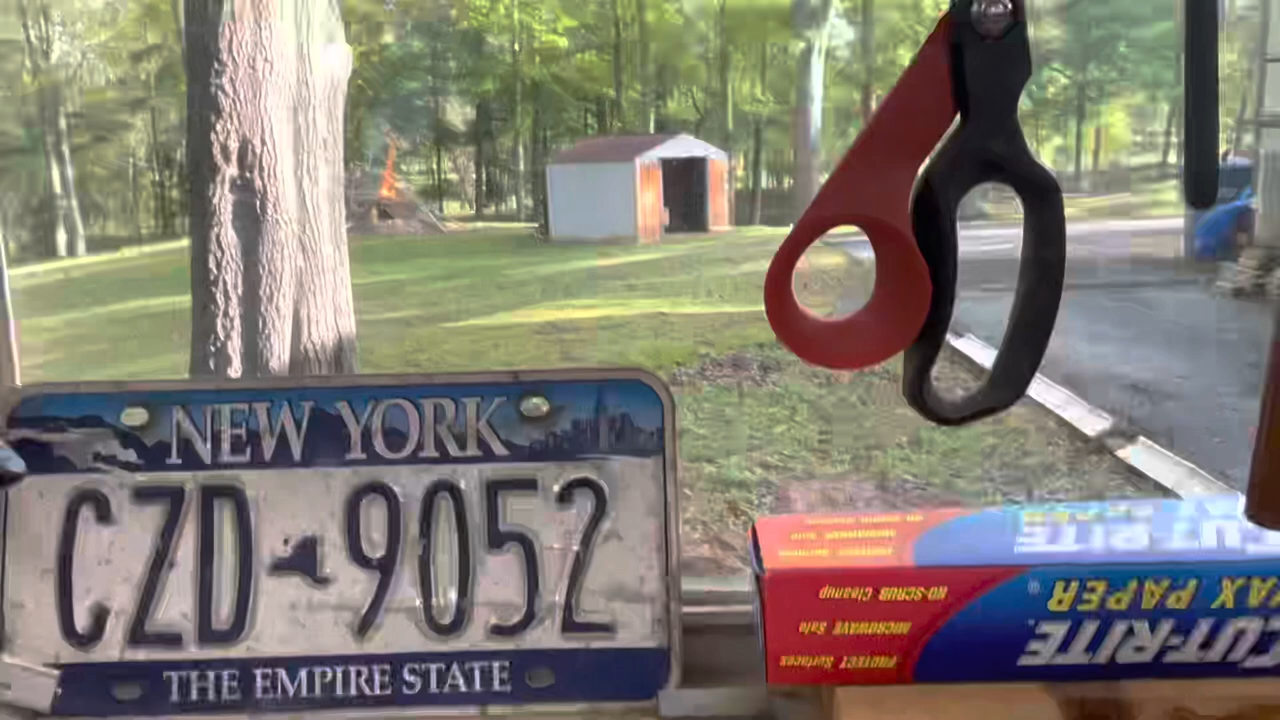 NEW YORK
CZD 9052
THE EMPIRE STATE
CUT-RITE
WAX PAPER
NO-SCRUB Cleanup
MICROWAVE Safe
PROTECT Surfaces